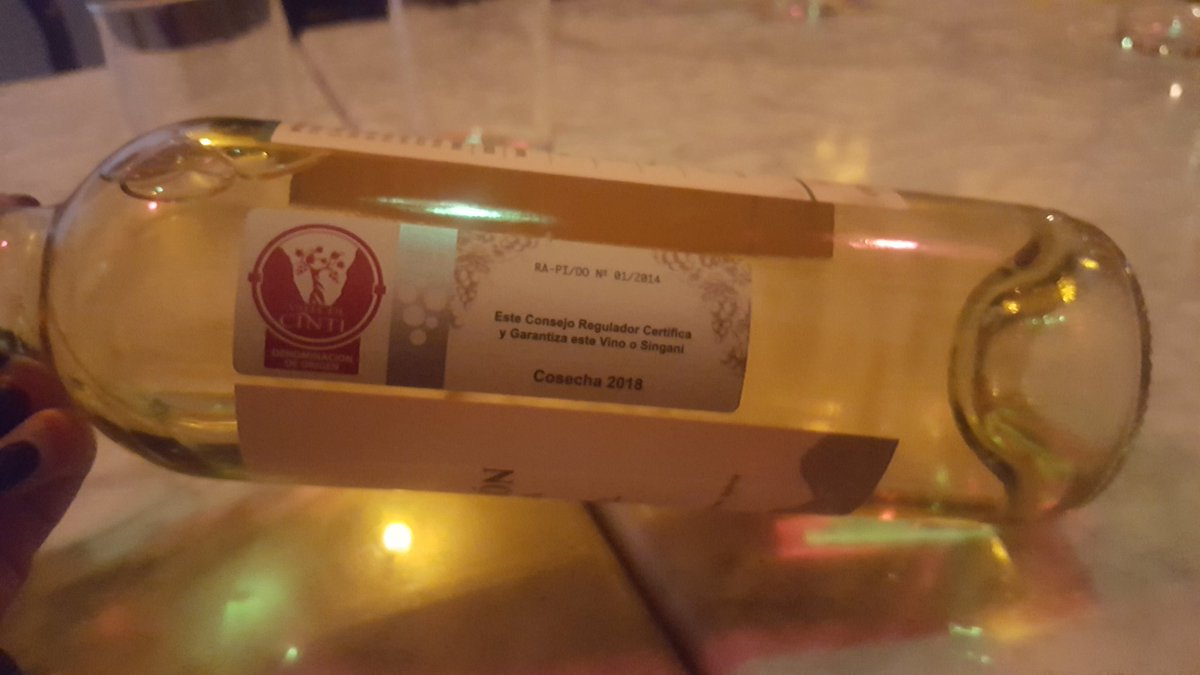 CINTI
DENOMINACIÓN
DE ORIGEN
RA-PI/DO Nº 01/2014
Este Consejo Regulador Certifica
y Garantiza este Vino o Singani
Cosecha 2018